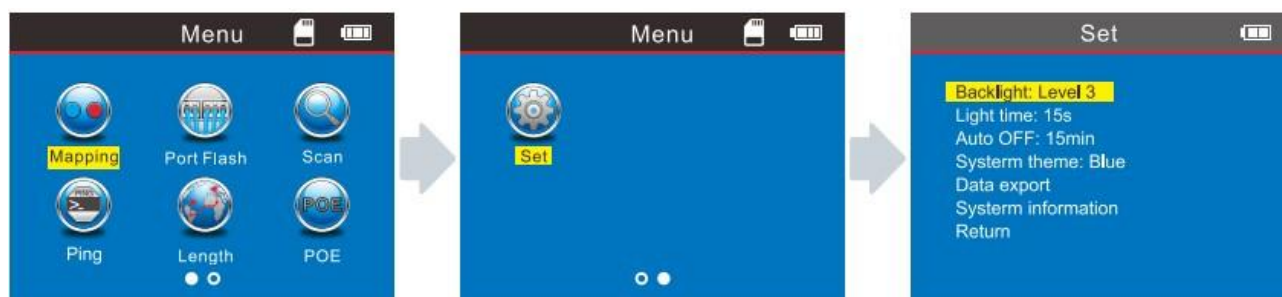 Menu
Mapping
Port Flash
Scan
Ping
Length
POE
POE
Menu
Set
Set
Backlight: Level 3
Light time: 15s
Auto OFF: 15min
Systerm theme: Blue
Data export
Systerm information
Return